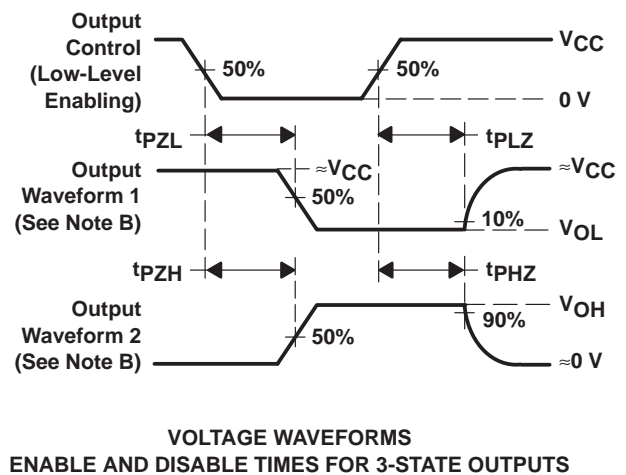 Output
Control
(Low-Level
Enabling)
50%
50%
VCC
0 V
tPZL
tPLZ
Output
Waveform 1
(See Note B)
≈VCC
50%
≈VCC
10%
VOL
tPZH
tPHZ
Output
Waveform 2
(See Note B)
50%
VOH
90%
≈0 V
VOLTAGE WAVEFORMS
ENABLE AND DISABLE TIMES FOR 3-STATE OUTPUTS